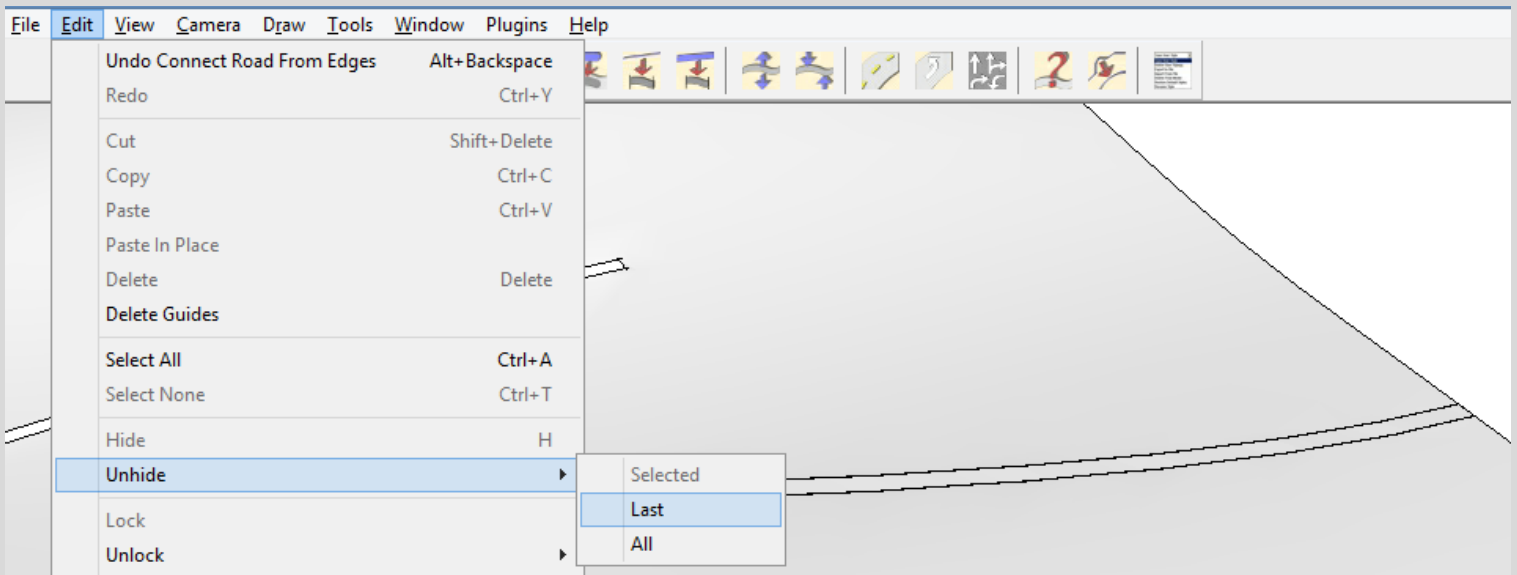 File Edit View Camera Draw Tools Window Plugins Help
Undo Connect Road From Edges Alt+Backspace
Redo Ctrl+Y
Cut Shift+Delete
Copy Ctrl+C
Paste Ctrl+V
Paste In Place
Delete Delete
Delete Guides
Select All Ctrl+A
Select None Ctrl+T
Hide H
Unhide
Selected
Last
All
Lock
Unlock